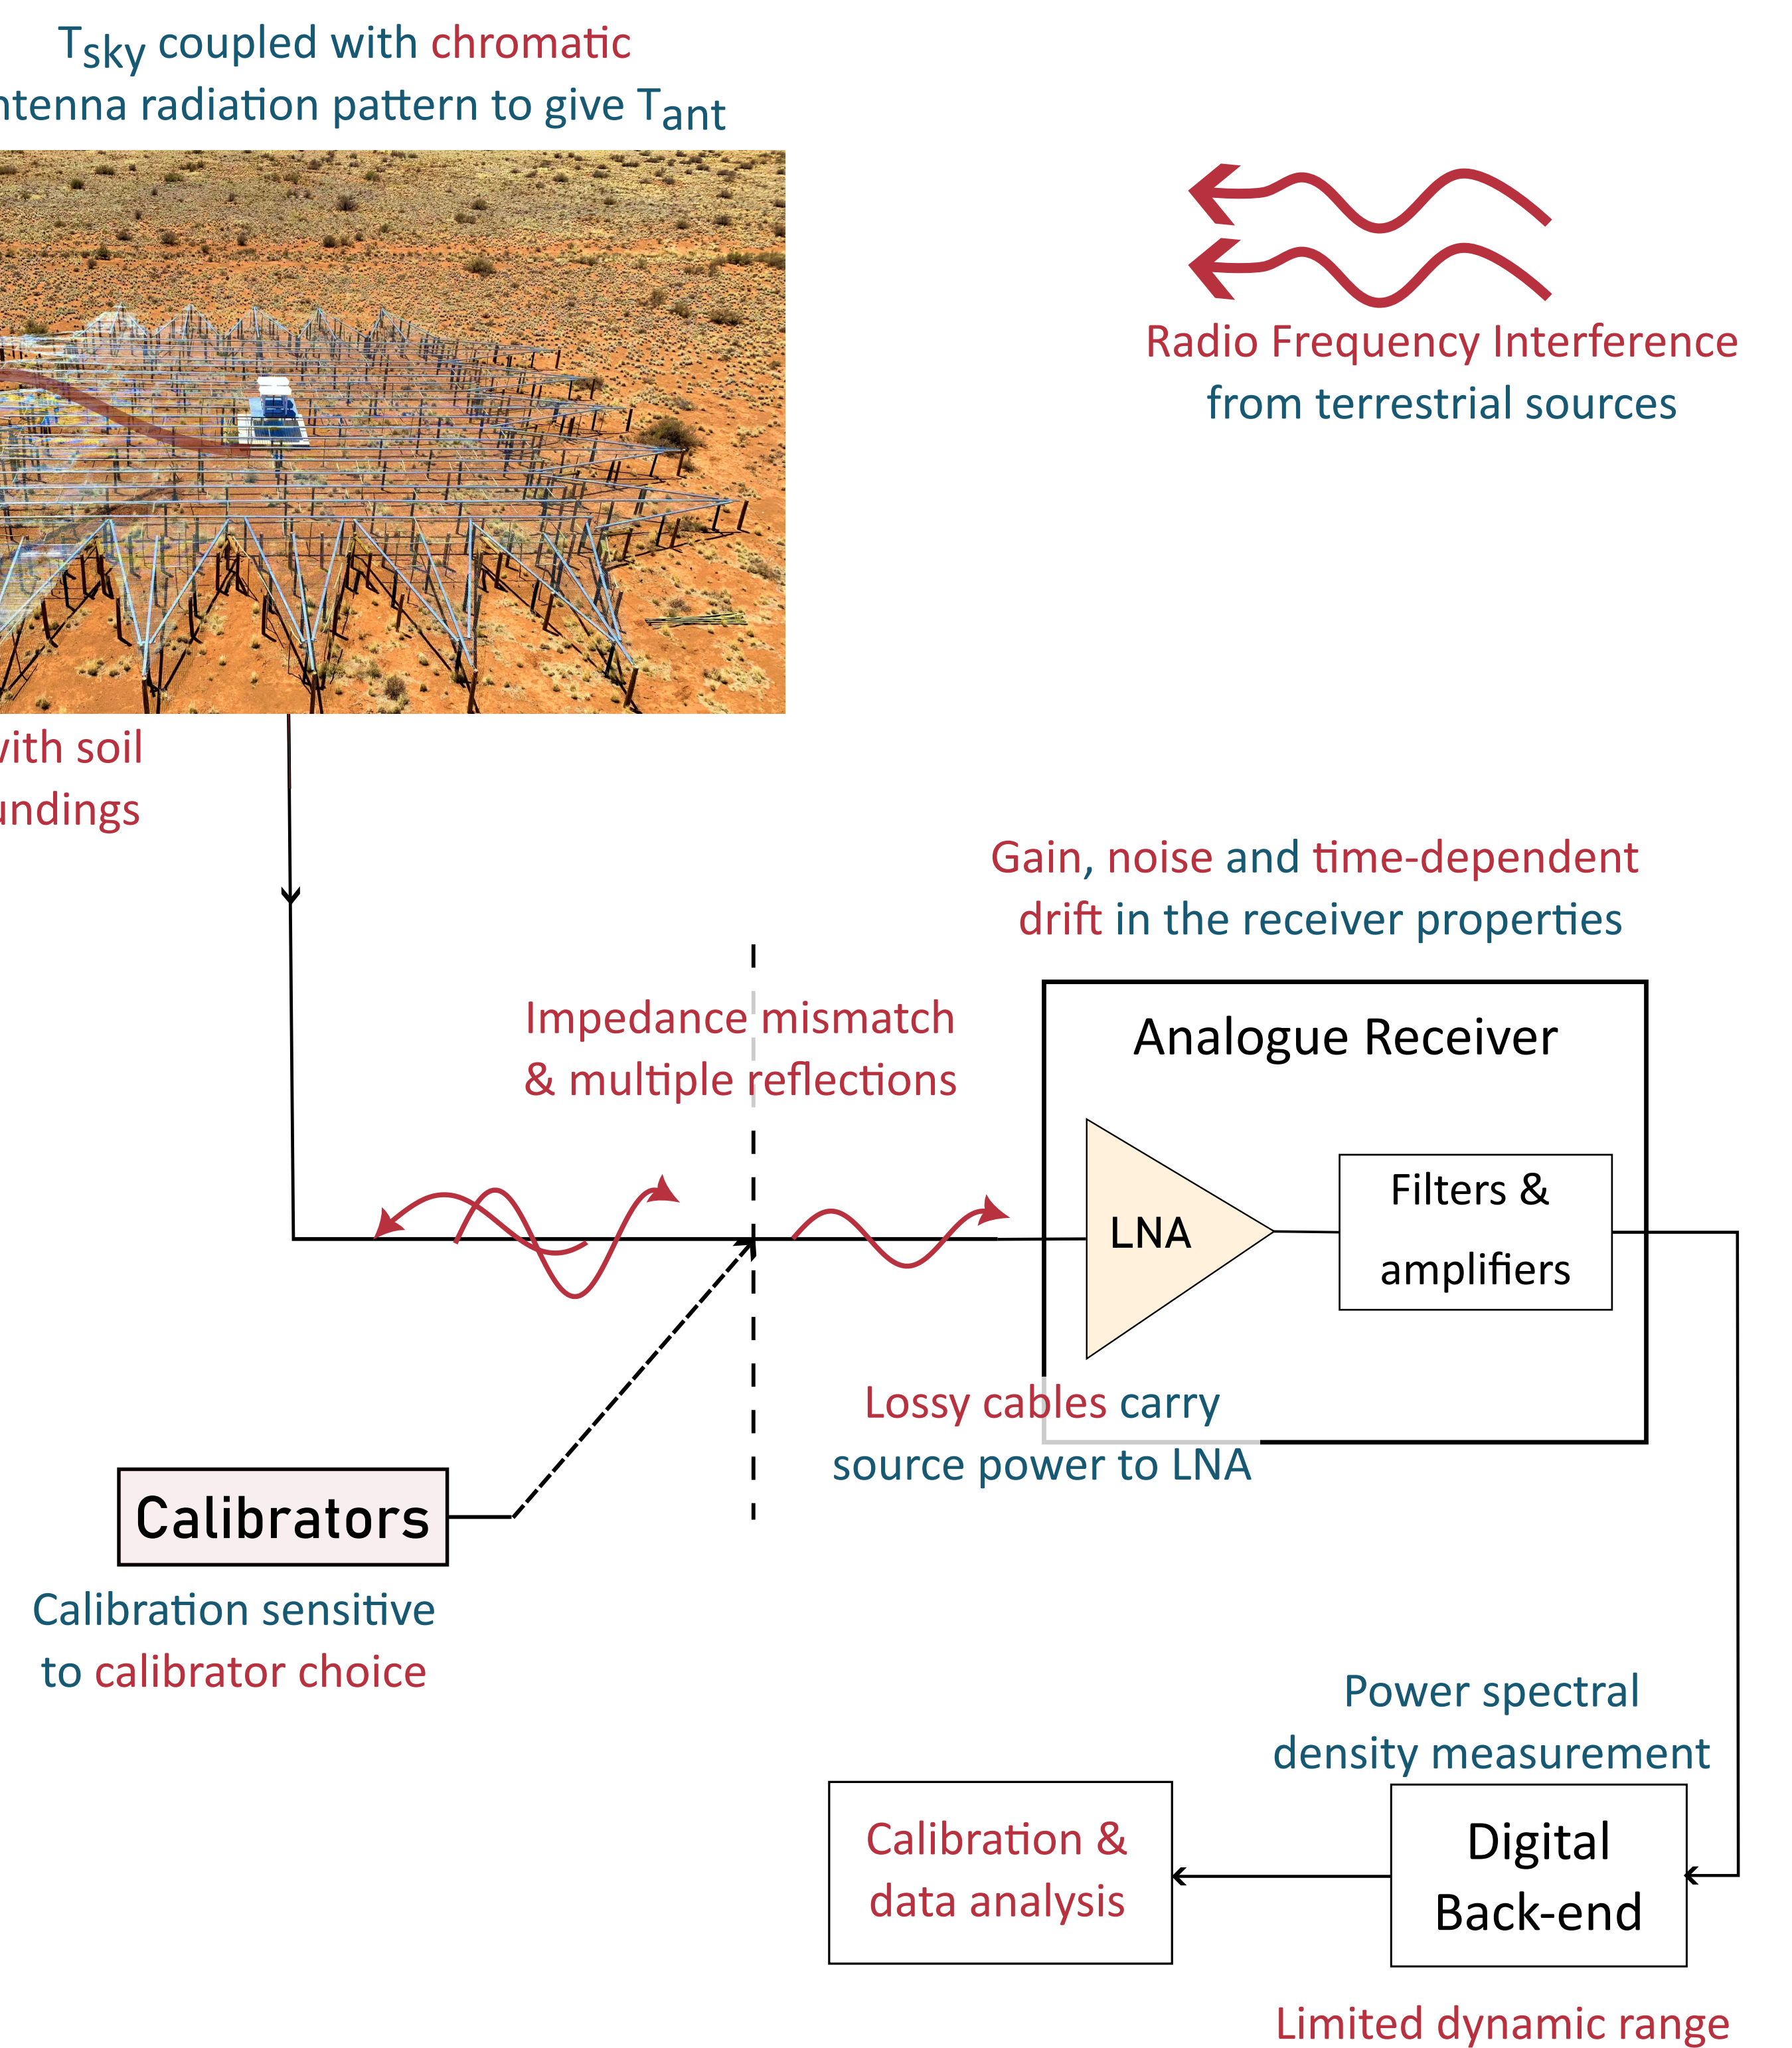 Tsky coupled with chromatic
radiation pattern to give Tant
Radio Frequency Interference
from terrestrial sources
soil
Gain, noise and time-dependent
drift in the receiver properties
Impedance mismatch
& multiple reflections
Analogue Receiver
LNA
Filters &
amplifiers
Lossy cables carry
source power to LNA
Calibrators
Calibration sensitive
to calibrator choice
Power spectral
density measurement
Calibration &
data analysis
Digital
Back-end
Limited dynamic range